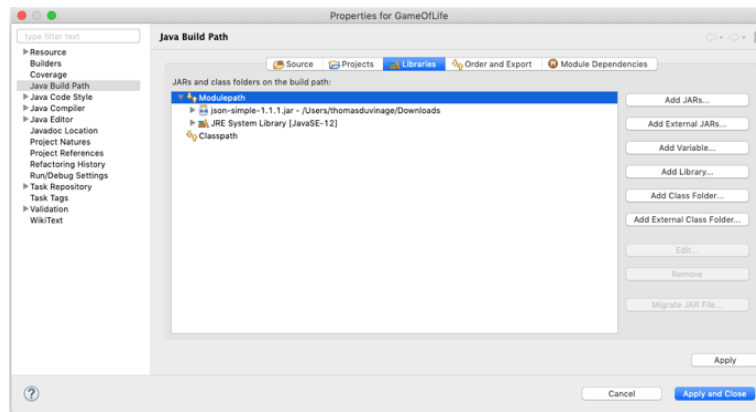 Properties for GameOfLife
type filter text
Resource
Builders
Coverage
Java Build Path
Java Code Style
Java Compiler
Java Editor
Javadoc Location
Project Natures
Project References
Refactoring History
Run/Debug Settings
Task Repository
Task Tags
Validation
WikiText
Java Build Path
Source Projects Libraries Order and Export Module Dependencies
JARs and class folders on the build path:
Modulepath
json-simple-1.1.1.jar - /Users/thomasduvinage/Downloads
JRE System Library [JavaSE-12]
Classpath
Add JARs...
Add External JARs...
Add Variable...
Add Library...
Add Class Folder...
Add External Class Folder...
Edit...
Remove
Migrate JAR File...
Apply
?
Cancel
Apply and Close